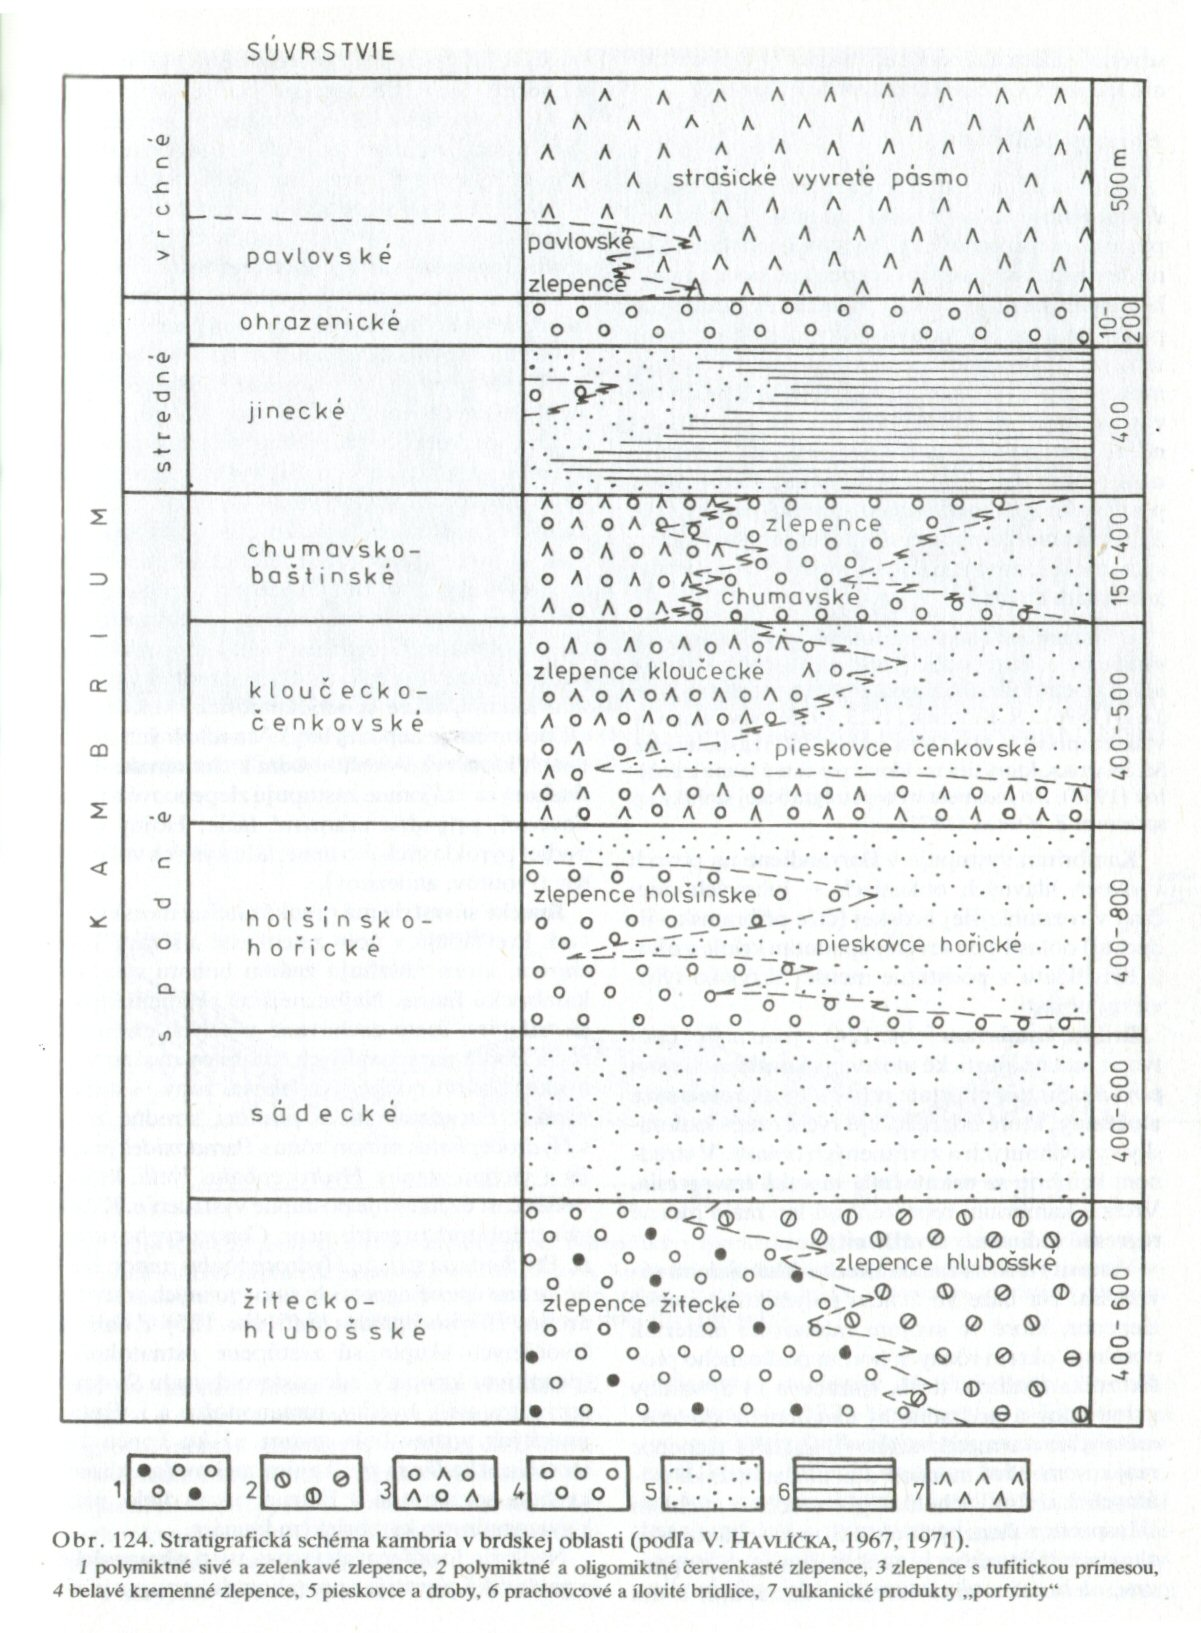 SÚVRSTVIE
KAMBRIUM
vrchné
stredné
spodné
strašické vyvreté pásmo
500m
pavlovské
pavlovské
zlepence
ohrazenické
10-
200
jinecké
-400
chumavsko-
baštinské
zlepence
chumavské
150-400
kloučecko-
čenkovské
zlepence kloučecké
pieskovce čenkovské
400-500
holšinsko-
hořické
zlepence holšinské
pieskovce hořické
400-800
sádecké
400-600
žitecko-
hlubošské
zlepence hlubošské
zlepence žitecké
400-600
1 2 3 4 5 6 7
Obr. 124. Stratigrafická schéma kambria v brdskej oblasti (podľa V. HAVLÍČKA, 1967, 1971).
1 polymiktné sivé a zelenkavé zlepence, 2 polymiktné a oligomiktné červenkasté zlepence, 3 zlepence s tufitickou prímesou,
4 belavé kremenné zlepence, 5 pieskovce a droby, 6 prachovcové a ílovité bridlice, 7 vulkanické produkty „porfyrity“